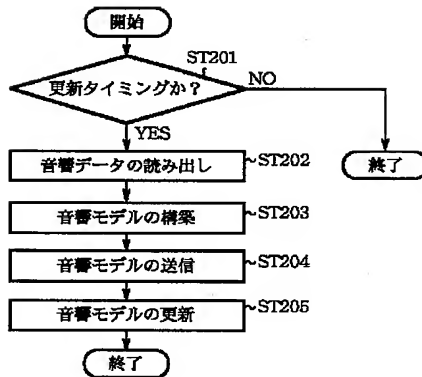 開始
ST201
更新タイミングか？
NO
YES
音響データの読み出し
ST202
終了
音響モデルの構築
ST203
音響モデルの送信
ST204
音響モデルの更新
ST205
終了